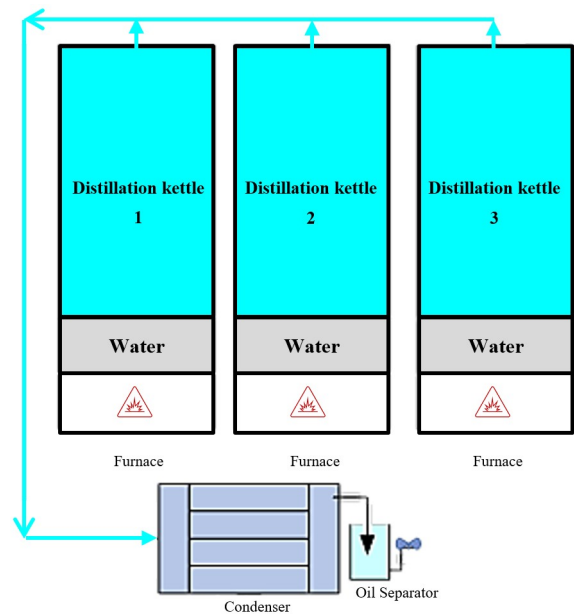 Distillation kettle
1
Distillation kettle
2
Distillation kettle
3
Water
Water
Water
Furnace
Furnace
Furnace
Oil Separator
Condenser